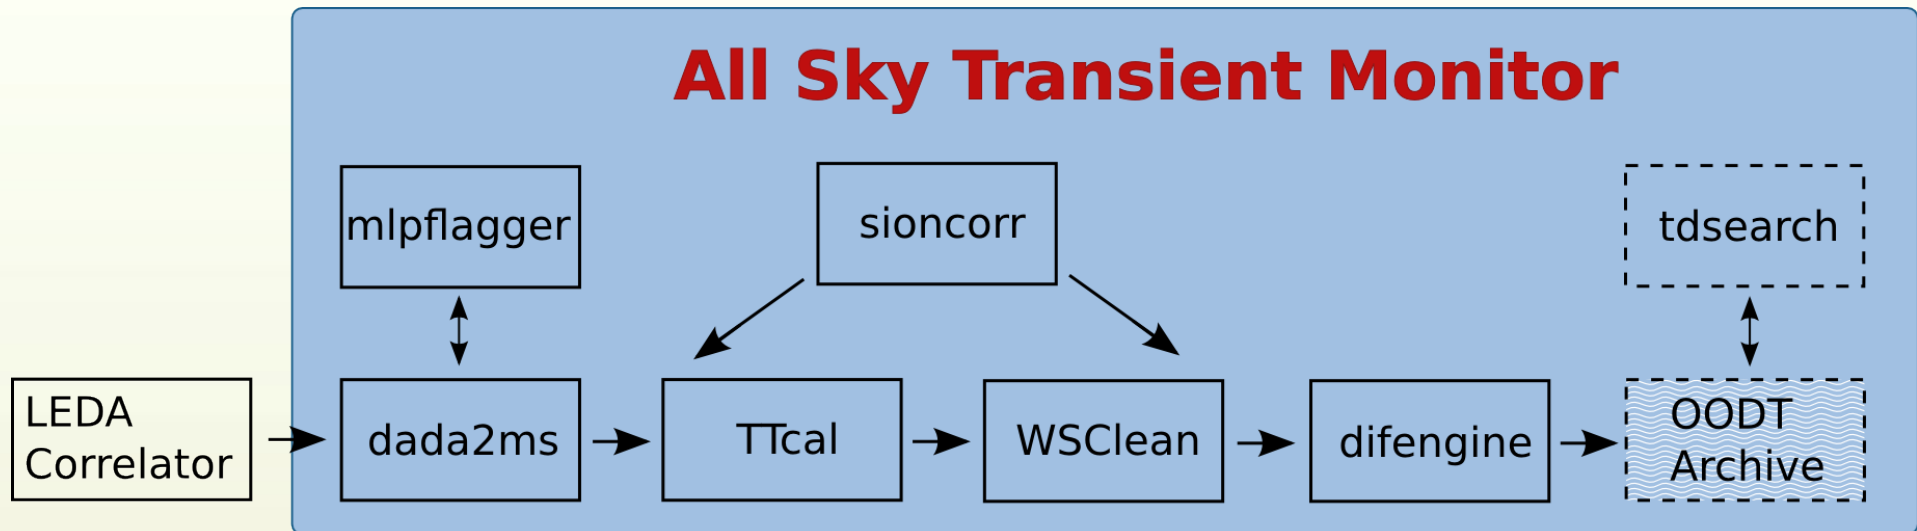 All Sky Transient Monitor
mlpflagger
sioncorr
tdsearch
LEDA
Correlator
dada2ms
TTcal
WSClean
difengine
OODT
Archive